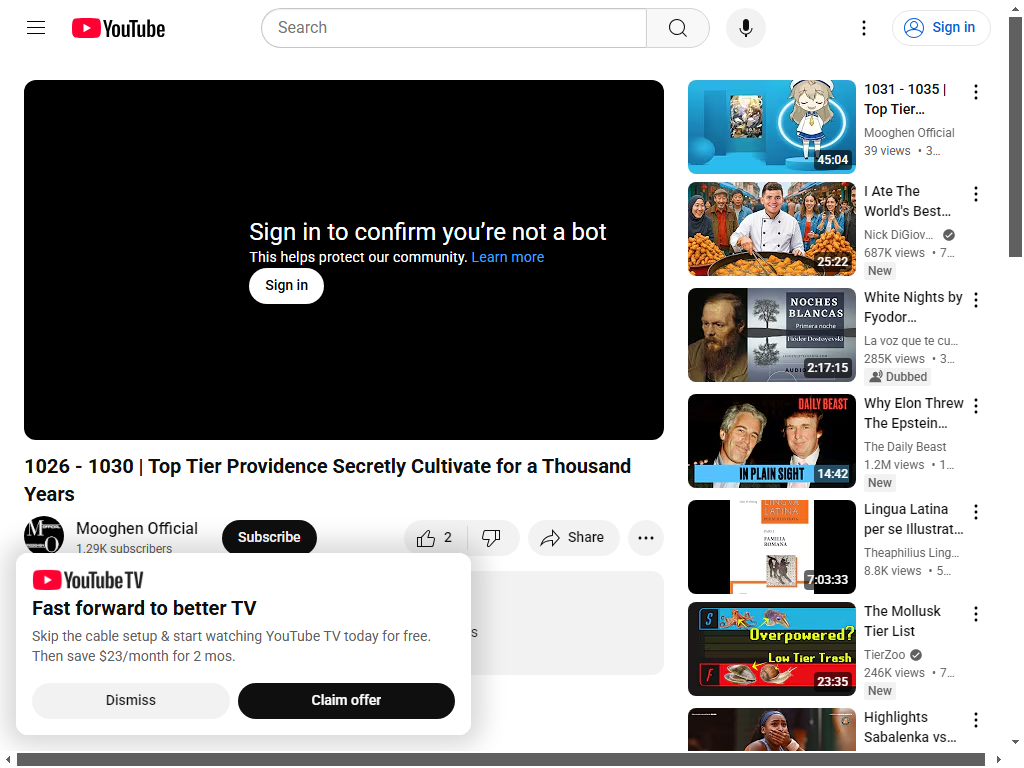 YouTube
Search
Sign in
Sign in to confirm you’re not a bot
This helps protect our community. Learn more
Sign in
1026 - 1030 | Top Tier Providence Secretly Cultivate for a Thousand
Years
Mooghen Official
1.29K subscribers
Subscribe
2
Share
YouTube TV
Fast forward to better TV
Skip the cable setup & start watching YouTube TV today for free.
Then save $23/month for 2 mos.
Dismiss
Claim offer
s
45:04
1031 - 1035 |
Top Tier…
Mooghen Official
39 views • 3…
25:22
I Ate The
World's Best…
Nick DiGiov…
687K views • 7…
New
NOCHES
BLANCAS
Primera noche
Fiódor Dostoyevski
2:17:15
White Nights by
Fyodor…
La voz que te cu…
285K views • 3…
Dubbed
DAILY BEAST
IN PLAIN SIGHT
14:42
Why Elon Threw
The Epstein…
The Daily Beast
1.2M views • 1…
New
LINGVA
LATINA
FAMILIA
ROMANA
7:03:33
Lingua Latina
per se Illustrat…
Theaphilius Ling…
8.8K views • 5…
S
Overpowered?
Low Tier Trash
F
23:35
The Mollusk
Tier List
TierZoo
246K views • 7…
New
Highlights
Sabalenka vs…